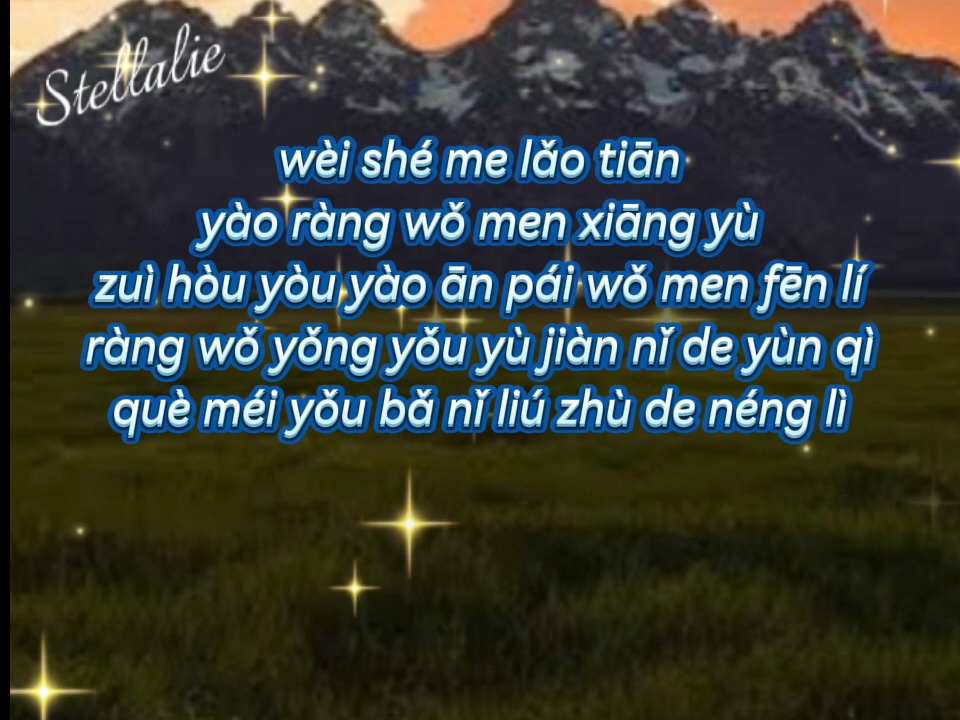 Stellalie
wèi shé me lǎo tiān
yào ràng wǒ men xiāng yù
zuì hòu yòu yào ān pái wǒ men fēn lí
ràng wǒ yǒng yǒu yù jiàn nǐ de yùn qì
què méi yǒu bǎ nǐ liú zhù de néng lì